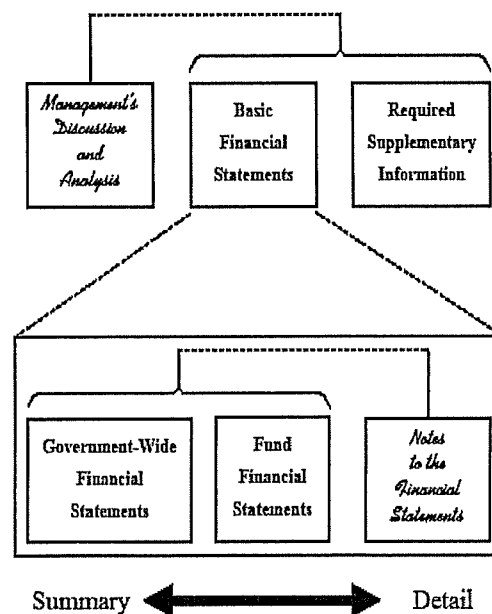 Management's
Discussion
and
Analysis
Basic
Financial
Statements
Required
Supplementary
Information
Government-Wide
Financial
Statements
Fund
Financial
Statements
Notes
to the
Financial
Statements
Summary
Detail